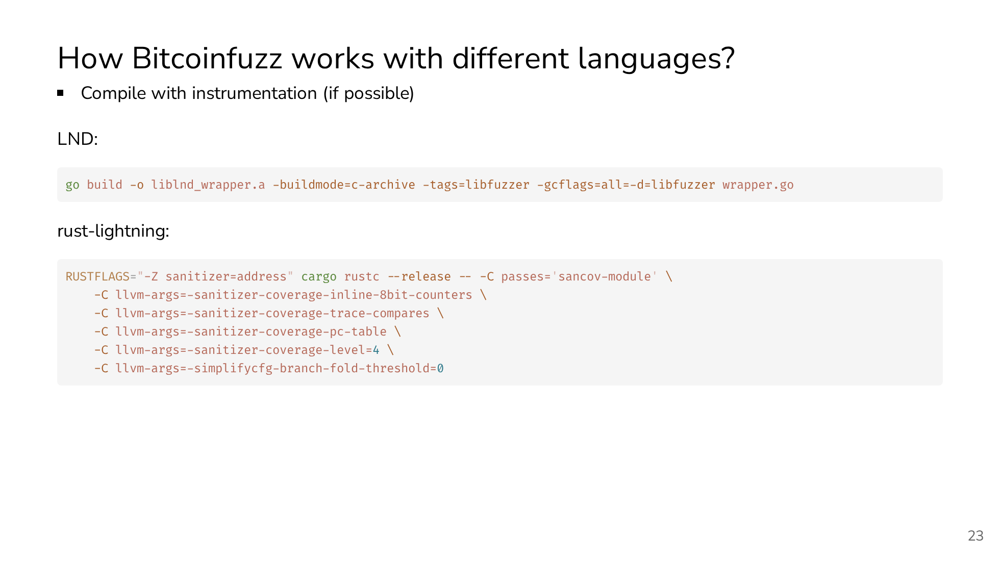 How Bitcoinfuzz works with different languages?
▪ Compile with instrumentation (if possible)
LND:
go build -o liblnd_wrapper.a -buildmode=c-archive -tags=libfuzzer -gcflags=all=-d=libfuzzer wrapper.go
rust-lightning:
RUSTFLAGS="-Z sanitizer=address" cargo rustc --release -- -C passes='sancov-module' \
    -C llvm-args=-sanitizer-coverage-inline-8bit-counters \
    -C llvm-args=-sanitizer-coverage-trace-compares \
    -C llvm-args=-sanitizer-coverage-pc-table \
    -C llvm-args=-sanitizer-coverage-level=4 \
    -C llvm-args=-simplifycfg-branch-fold-threshold=0
23